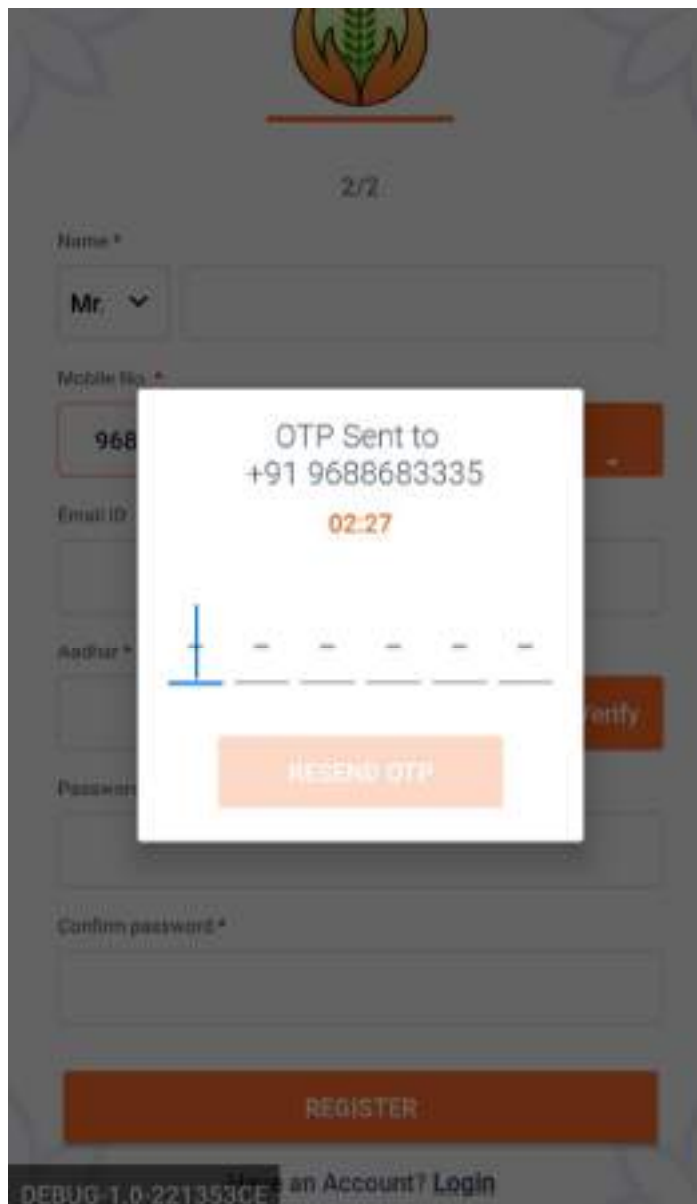 2/2
Name *
Mr.
Mobile No. *
968
OTP Sent to
+91 9688683335
Email ID
02:27
Aadhar *
Verify
RESEND OTP
Password
Confirm password *
REGISTER
an Account? Login
DEBUG-1.0-221353CE